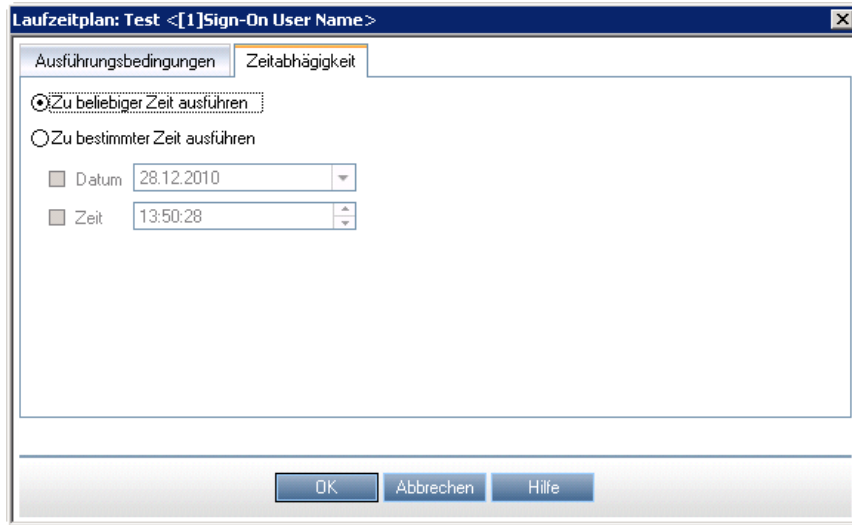 Laufzeitplan: Test <[1]Sign-On User Name>
Ausführungsbedingungen Zeitabhägigkeit
Zu beliebiger Zeit ausführen
Zu bestimmter Zeit ausführen
Datum 28.12.2010
Zeit 13:50:28
OK Abbrechen Hilfe